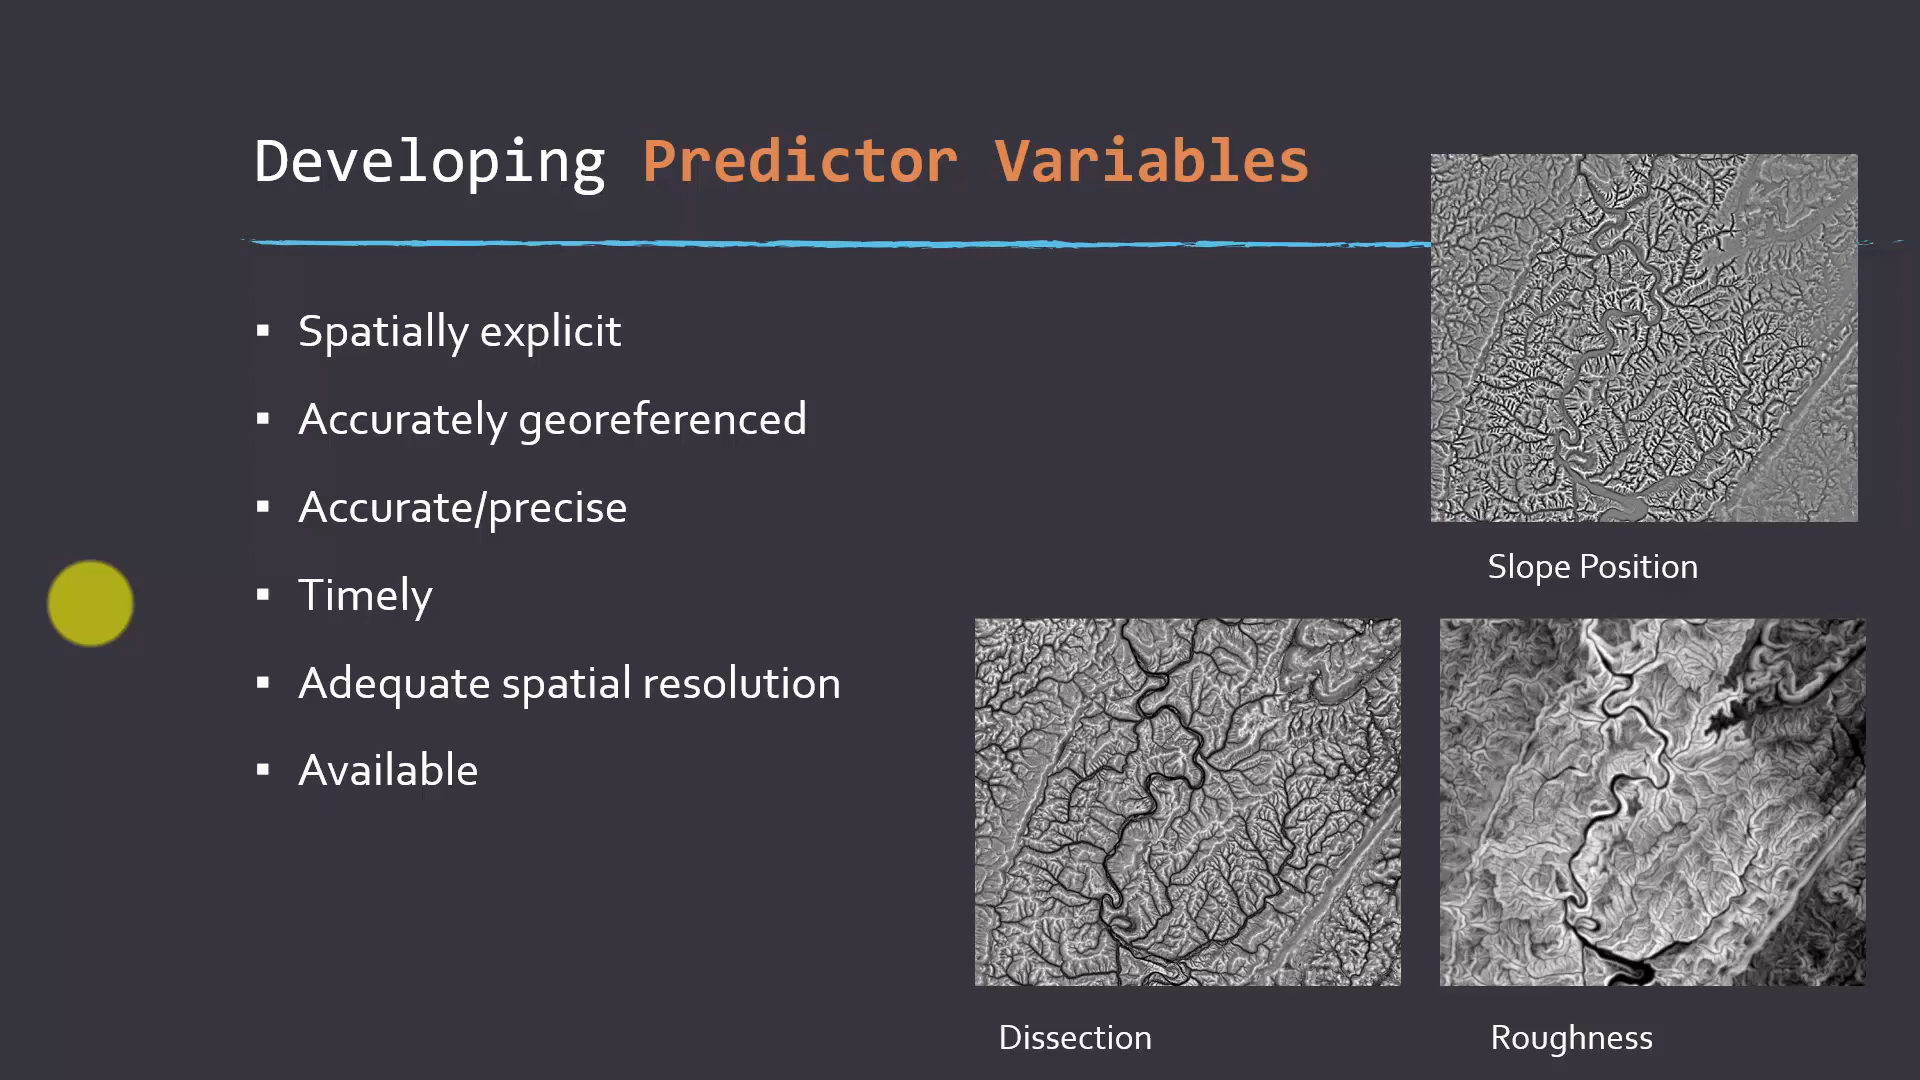 Developing Predictor Variables
▪ Spatially explicit
▪ Accurately georeferenced
▪ Accurate/precise
▪ Timely
▪ Adequate spatial resolution
▪ Available
Slope Position
Dissection
Roughness